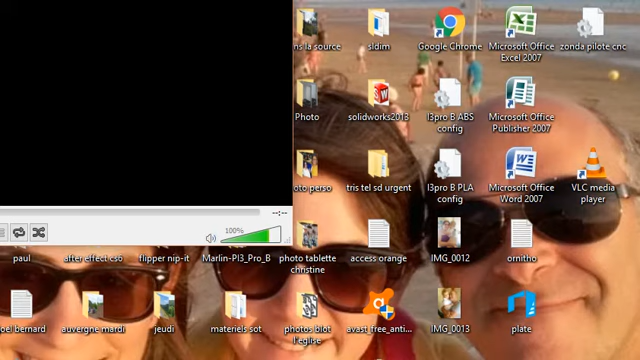 ns la source
sldim
Google Chrome
Microsoft Office
Excel 2007
zonda pilote cnc
Photo
solidworks2013
I3pro B ABS
config
Microsoft Office
Publisher 2007
oto perso
tris tel sd urgent
I3pro B PLA
config
Microsoft Office
Word 2007
VLC media
player
--:--
100%
paul
after effect cs6
flipper nip-it
Marlin-PI3_Pro_B
photo tablette
christine
access orange
IMG_0012
ornitho
oel bernard
auvergne mardi
jeudi
materiels sot
photos biot
l'eglise
avast_free_anti...
IMG_0013
plate